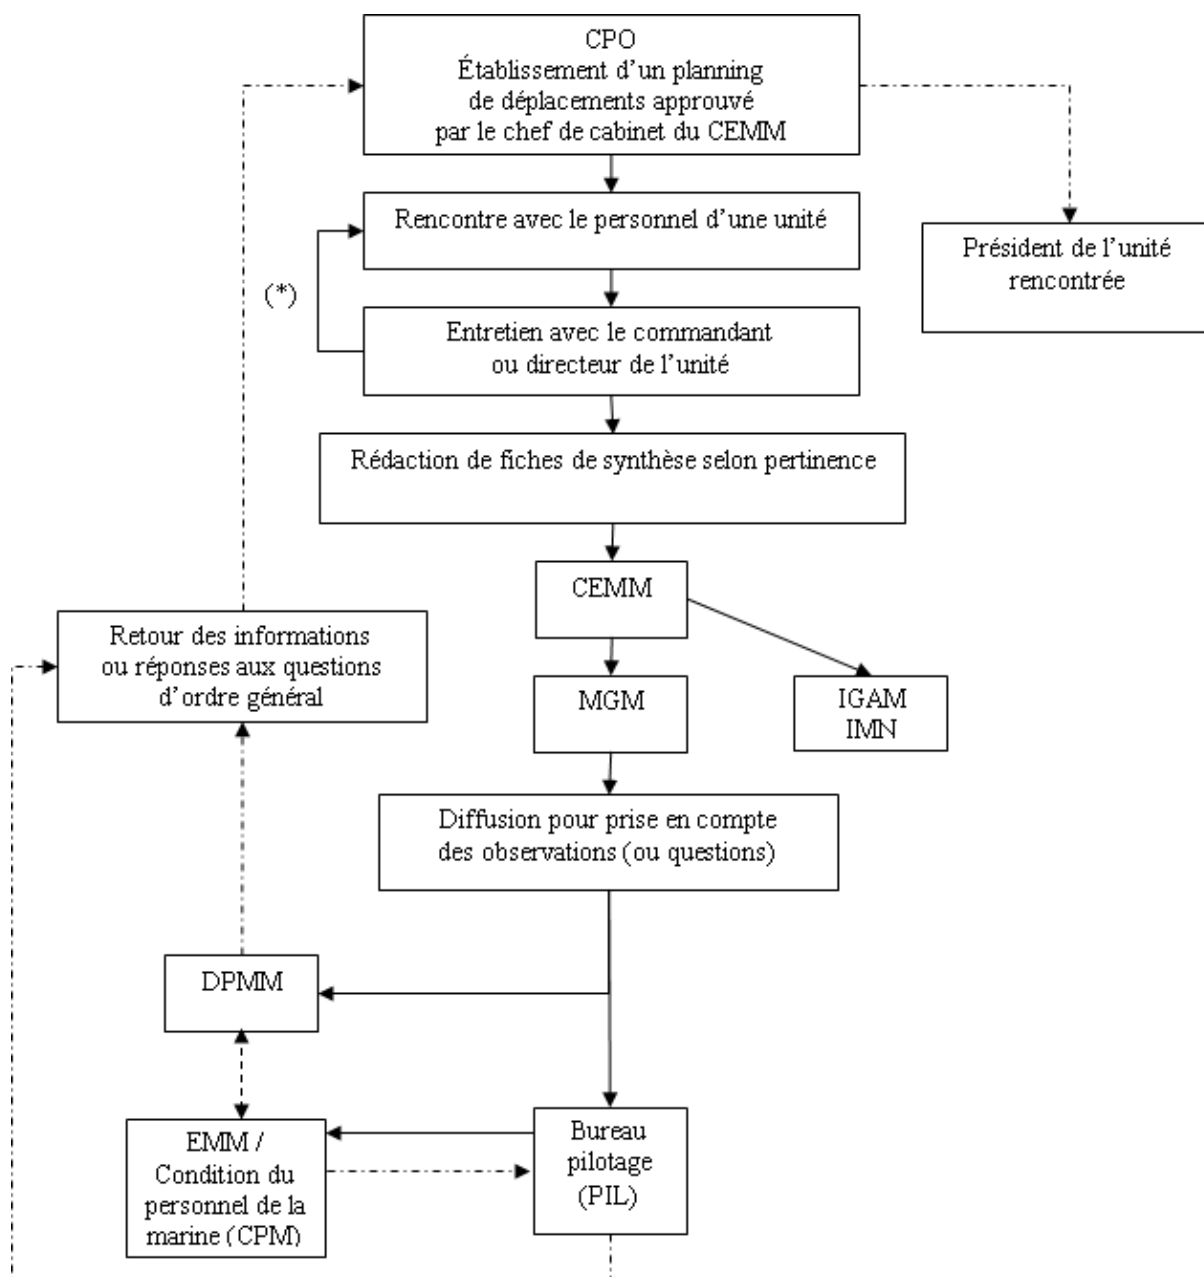 CPO
Établissement d’un planning
de déplacements approuvé
par le chef de cabinet du CEMM
Rencontre avec le personnel d’une unité
Président de l’unité
rencontrée
(*)
Entretien avec le commandant
ou directeur de l’unité
Rédaction de fiches de synthèse selon pertinence
CEMM
Retour des informations
ou réponses aux questions
d’ordre général
MGM
IGAM
IMN
Diffusion pour prise en compte
des observations (ou questions)
DPMM
EMM /
Condition du
personnel de la
marine (CPM)
Bureau
pilotage
(PIL)